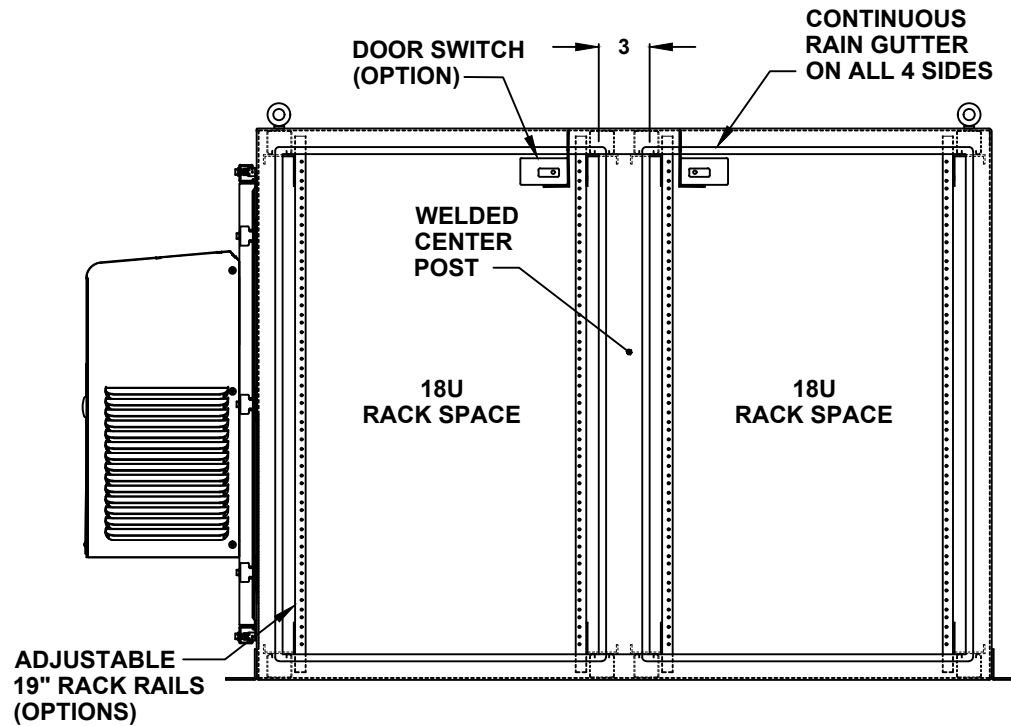 DOOR SWITCH
(OPTION)
3
CONTINUOUS
RAIN GUTTER
ON ALL 4 SIDES
WELDED
CENTER
POST
18U
RACK SPACE
18U
RACK SPACE
ADJUSTABLE
19" RACK RAILS
(OPTIONS)